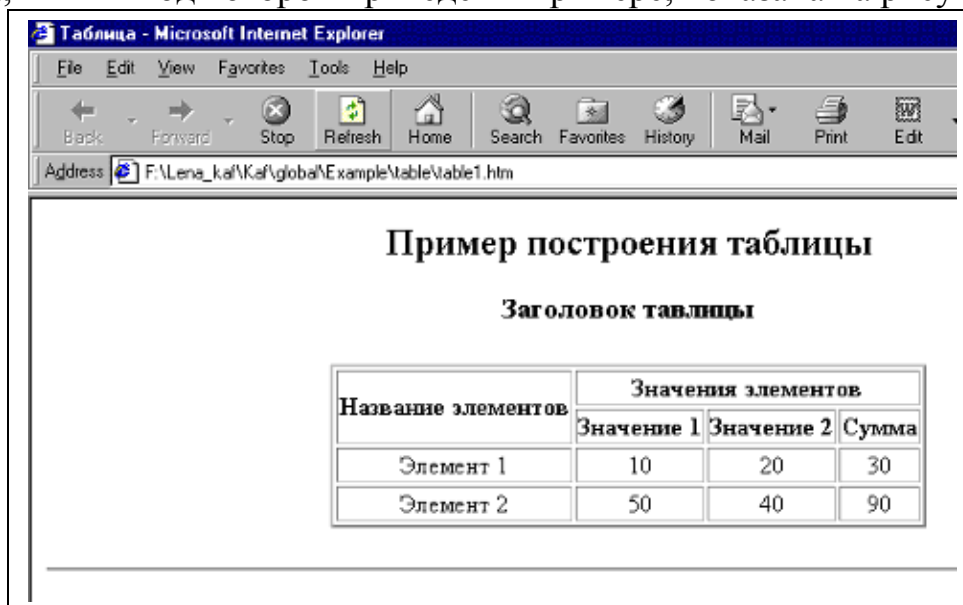 Таблица - Microsoft Internet Explorer
File Edit View Favorites Tools Help
Back Forward Stop Refresh Home Search Favorites History Mail Print Edit
Address F:\Lena_kaf\Kaf\global\Example\table\table1.htm
Пример построения таблицы
Заголовок тавлицы
Название элементов Значения элементов
Значение 1 Значение 2 Сумма
Элемент 1 10 20 30
Элемент 2 50 40 90